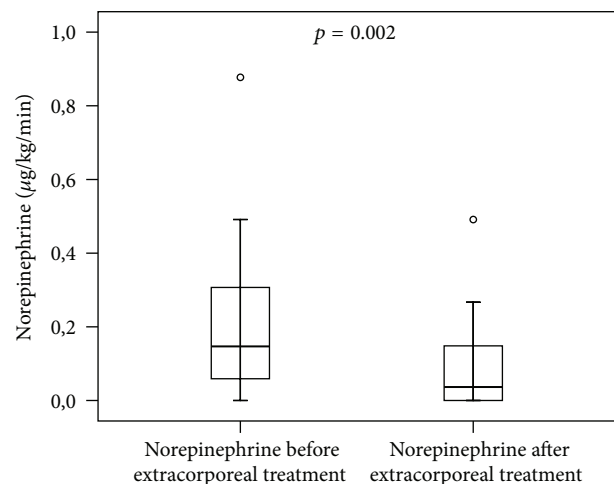 p = 0.002
Norepinephrine (μg/kg/min)
1,0
0,8
0,6
0,4
0,2
0,0
Norepinephrine before
extracorporeal treatment
Norepinephrine after
extracorporeal treatment